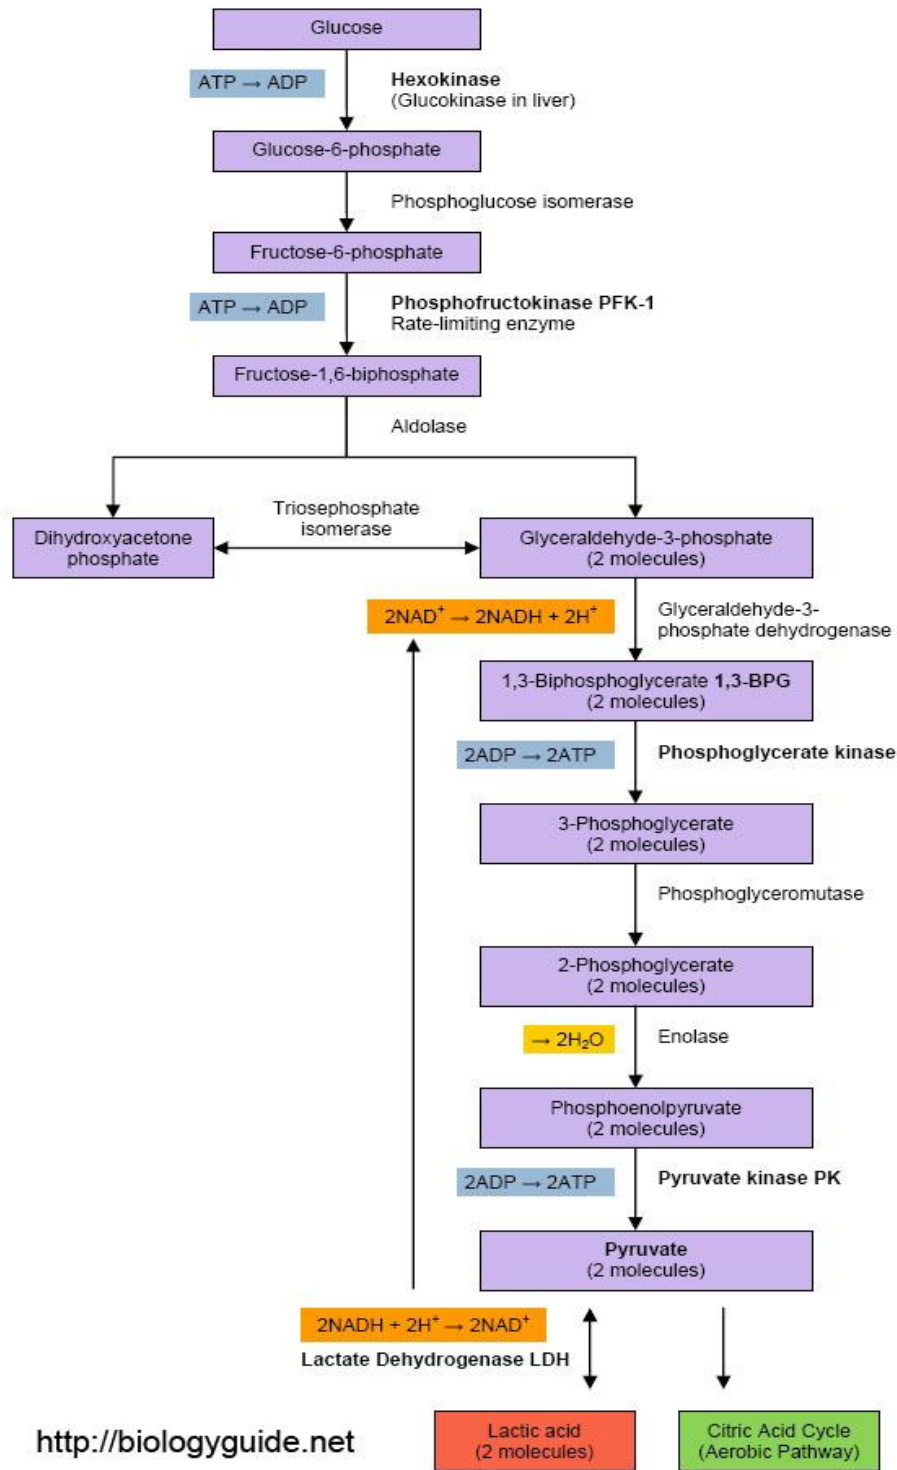 Glucose
ATP → ADP
Hexokinase
(Glucokinase in liver)
Glucose-6-phosphate
Phosphoglucose isomerase
Fructose-6-phosphate
ATP → ADP
Phosphofructokinase PFK-1
Rate-limiting enzyme
Fructose-1,6-biphosphate
Aldolase
Dihydroxyacetone
phosphate
Triosephosphate
isomerase
Glyceraldehyde-3-phosphate
(2 molecules)
2NAD⁺ → 2NADH + 2H⁺
Glyceraldehyde-3-
phosphate dehydrogenase
1,3-Biphosphoglycerate 1,3-BPG
(2 molecules)
2ADP → 2ATP
Phosphoglycerate kinase
3-Phosphoglycerate
(2 molecules)
Phosphoglyceromutase
2-Phosphoglycerate
(2 molecules)
→ 2H₂O
Enolase
Phosphoenolpyruvate
(2 molecules)
2ADP → 2ATP
Pyruvate kinase PK
Pyruvate
(2 molecules)
2NADH + 2H⁺ → 2NAD⁺
Lactate Dehydrogenase LDH
http://biologyguide.net
Lactic acid
(2 molecules)
Citric Acid Cycle
(Aerobic Pathway)